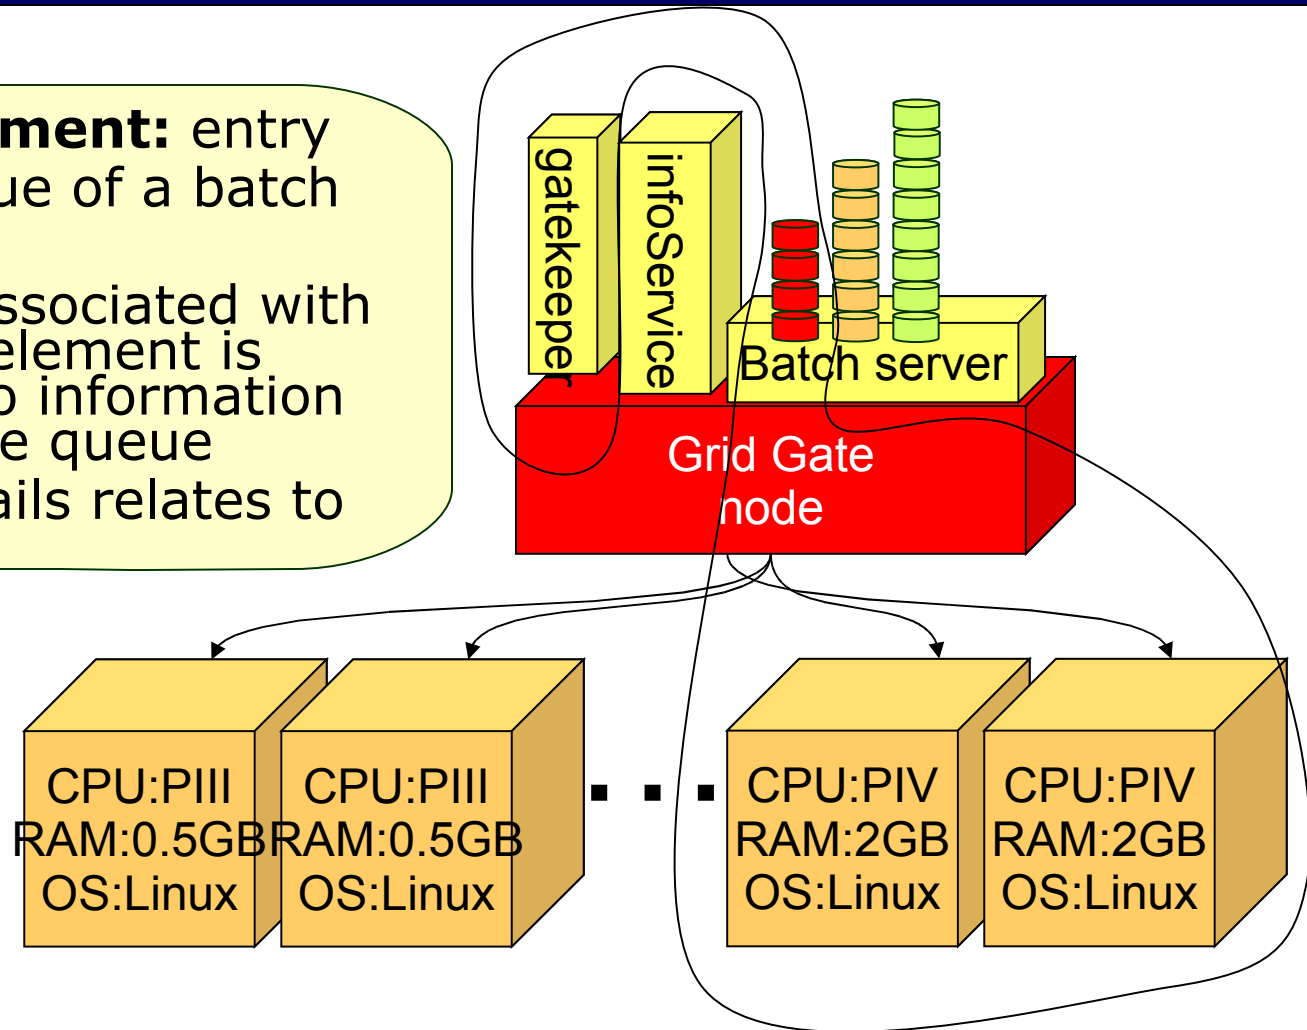 ment: entry
ue of a batch
ssociated with
element is
o information
e queue
ails relates to
gatekeeper
infoService
Batch server
Grid Gate
node
CPU:PIII
RAM:0.5GB
OS:Linux
CPU:PIII
RAM:0.5GB
OS:Linux
. . .
CPU:PIV
RAM:2GB
OS:Linux
CPU:PIV
RAM:2GB
OS:Linux